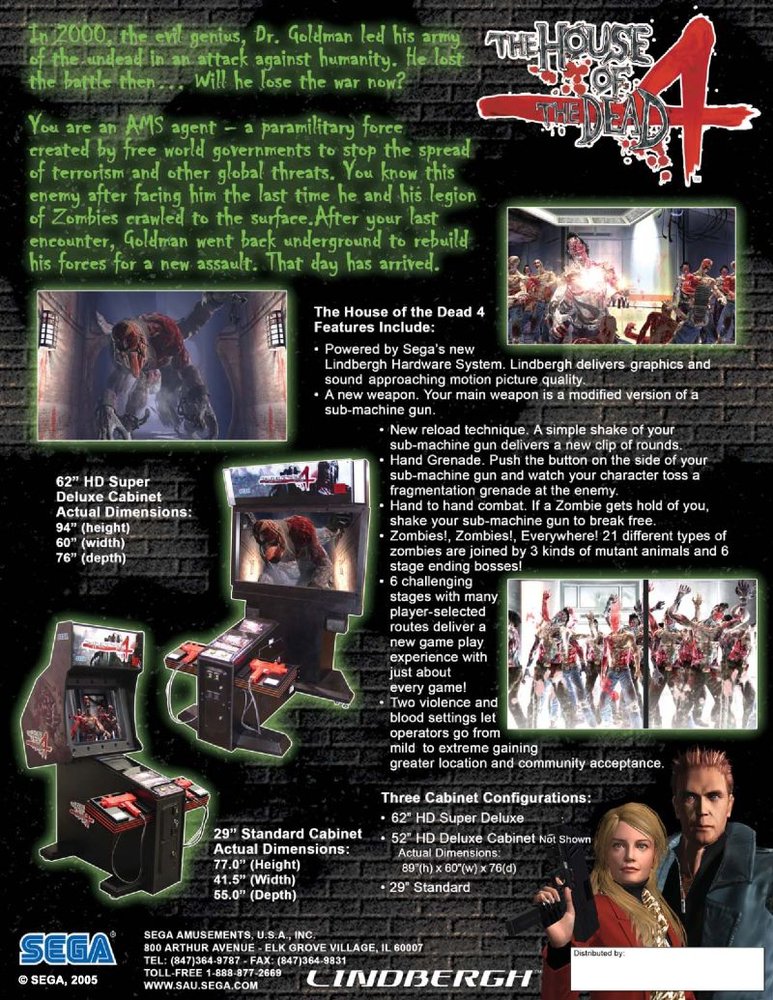 In 2000, the evil genius, Dr. Goldman led his army
of the undead in an attack against humanity. He lost
the battle then... Will he lose the war now?
THE HOUSE
OF
THE DEAD
4
™
You are an AMS agent – a paramilitary force
created by free world governments to stop the spread
of terrorism and other global threats. You know this
enemy after facing him the last time he and his legion
of Zombies crawled to the surface.After your last
encounter, Goldman went back underground to rebuild
his forces for a new assault. That day has arrived.
The House of the Dead 4
Features Include:
• Powered by Sega's new
Lindbergh Hardware System. Lindbergh delivers graphics and
sound approaching motion picture quality.
• A new weapon. Your main weapon is a modified version of a
sub-machine gun.
• New reload technique. A simple shake of your
sub-machine gun delivers a new clip of rounds.
• Hand Grenade. Push the button on the side of your
sub-machine gun and watch your character toss a
fragmentation grenade at the enemy.
• Hand to hand combat. If a Zombie gets hold of you,
shake your sub-machine gun to break free.
• Zombies!, Zombies!, Everywhere! 21 different types of
zombies are joined by 3 kinds of mutant animals and 6
stage ending bosses!
• 6 challenging
stages with many
player-selected
routes deliver a
new game play
experience with
just about
every game!
• Two violence and
blood settings let
operators go from
mild to extreme gaining
greater location and community acceptance.
62” HD Super
Deluxe Cabinet
Actual Dimensions:
94” (height)
60” (width)
76” (depth)
29” Standard Cabinet
Actual Dimensions:
77.0” (Height)
41.5” (Width)
55.0” (Depth)
Three Cabinet Configurations:
• 62” HD Super Deluxe
• 52” HD Deluxe Cabinet Not Shown
Actual Dimensions:
89”(h) x 60”(w) x 76(d)
• 29” Standard
SEGA®
© SEGA, 2005
SEGA AMUSEMENTS, U.S.A., INC.
800 ARTHUR AVENUE - ELK GROVE VILLAGE, IL 60007
TEL: (847)364-9787 - FAX: (847)364-9831
TOLL-FREE 1-888-877-2669
WWW.SAU.SEGA.COM
LINDBERGH™
Distributed by: